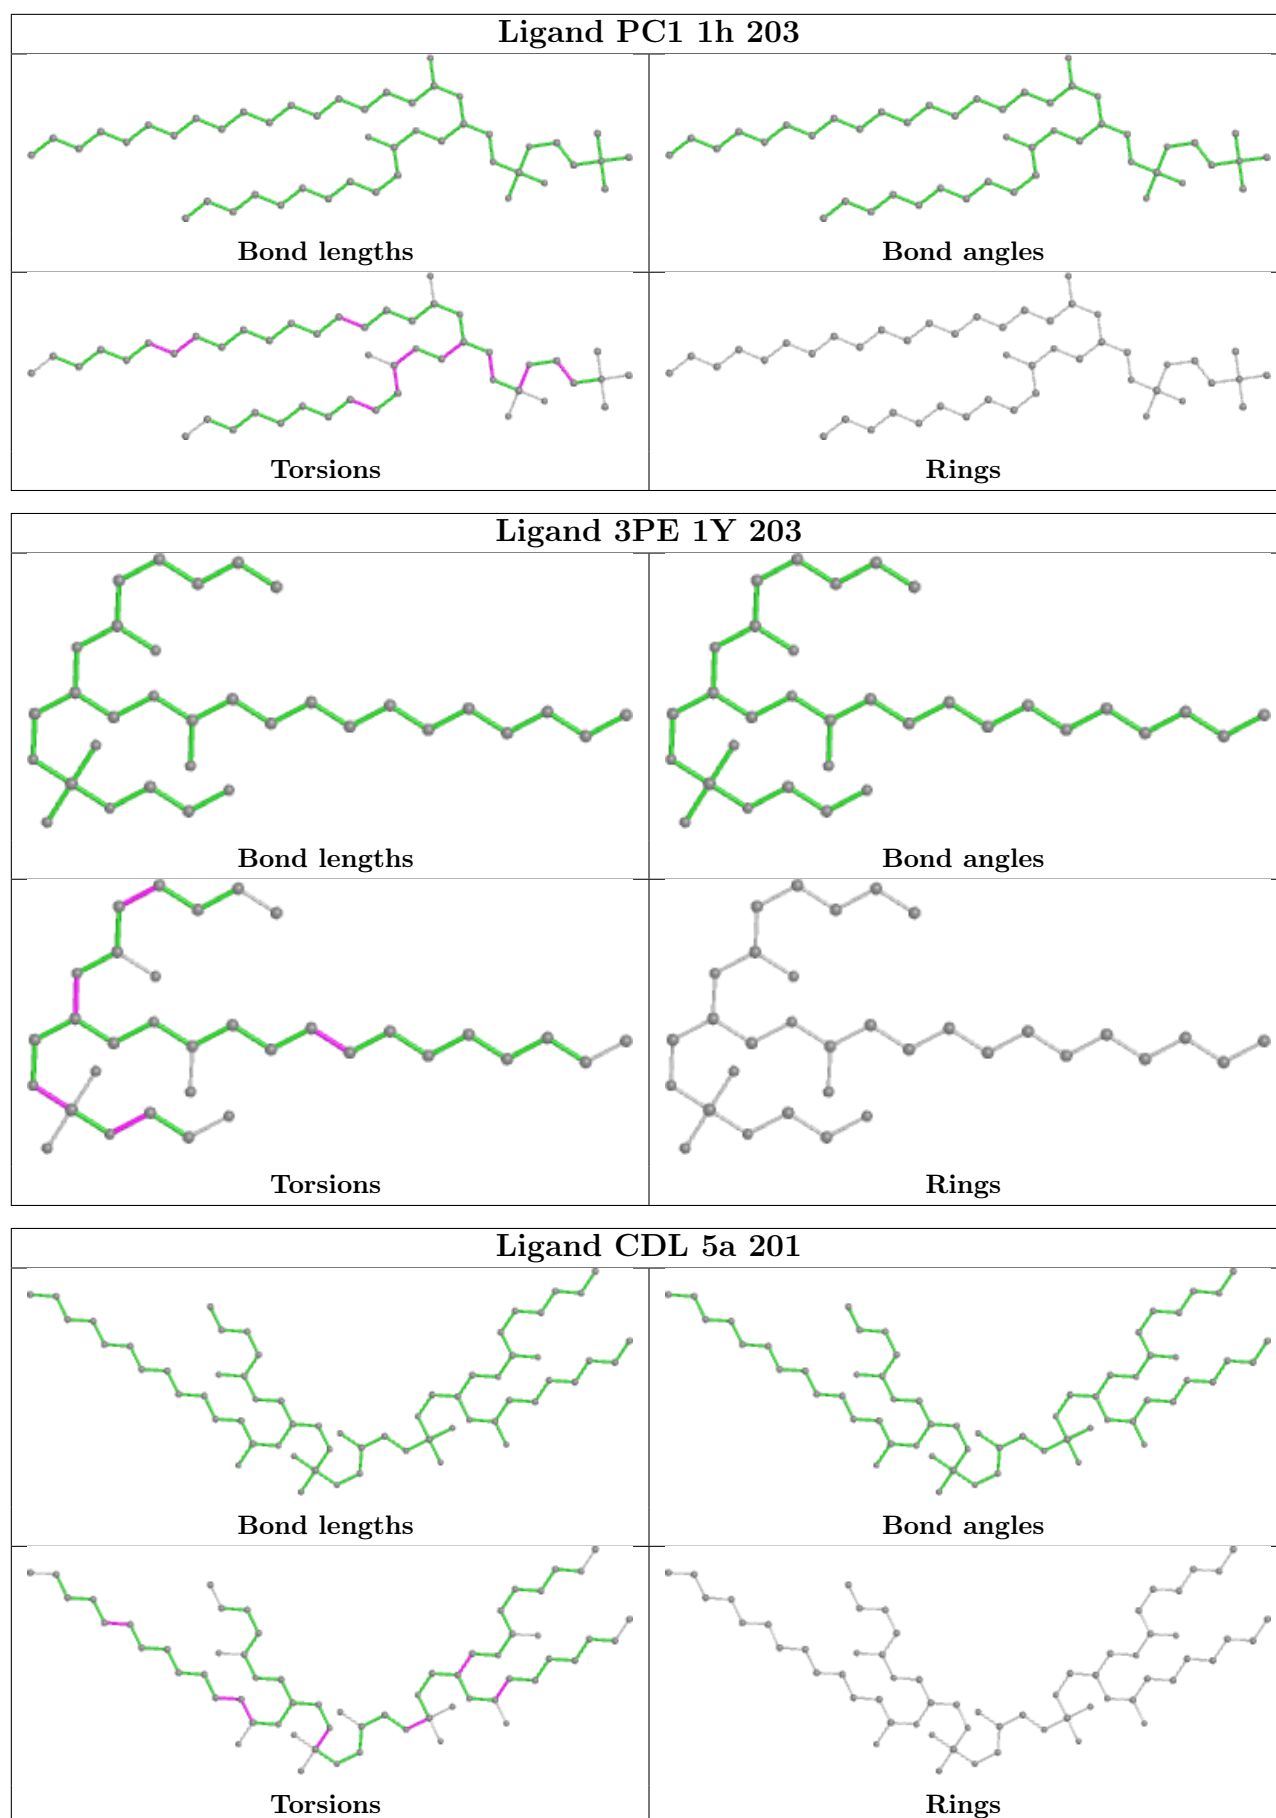 Ligand PC1 1h 203
Bond lengths
Bond angles
Torsions
Rings
Ligand 3PE 1Y 203
Bond lengths
Bond angles
Torsions
Rings
Ligand CDL 5a 201
Bond lengths
Bond angles
Torsions
Rings